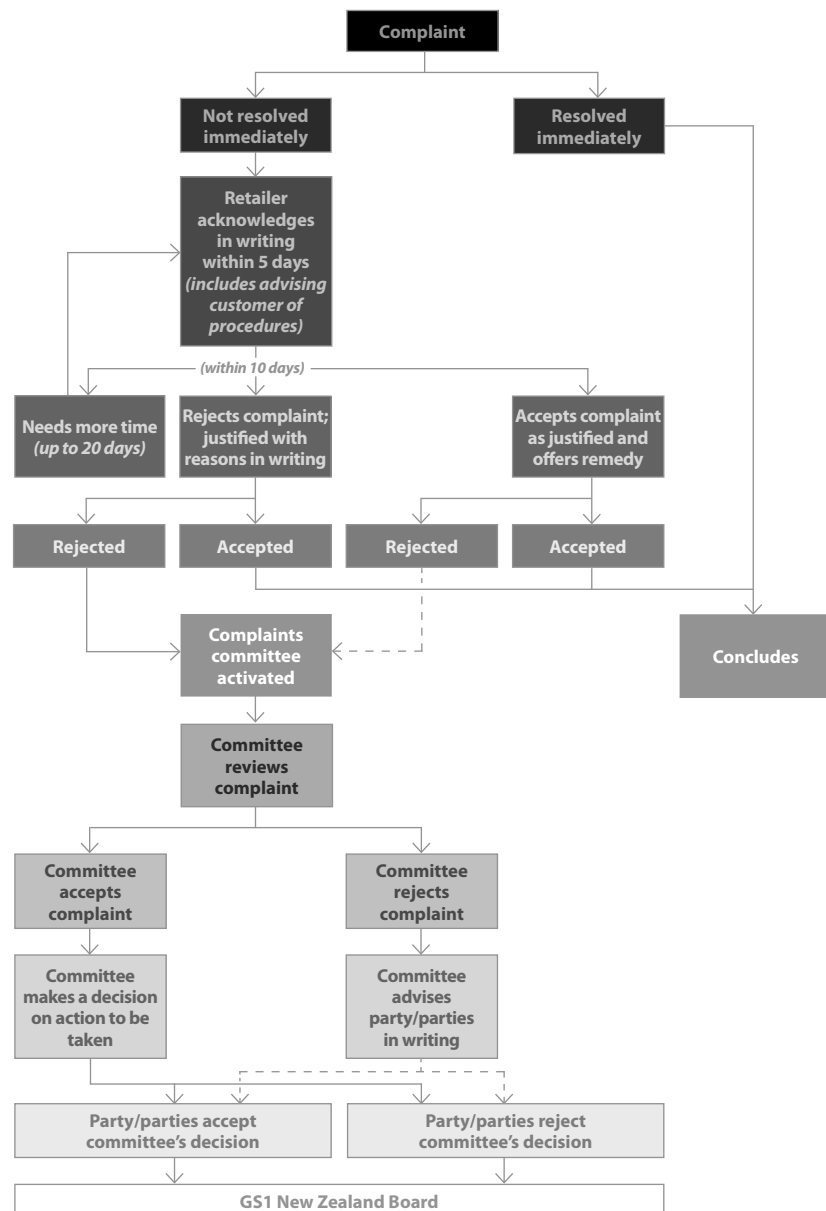 Complaint
Not resolved
immediately
Resolved
immediately
Retailer
acknowledges
in writing
within 5 days
(includes advising
customer of
procedures)
(within 10 days)
Needs more time
(up to 20 days)
Rejects complaint;
justified with
reasons in writing
Accepts complaint
as justified and
offers remedy
Rejected
Accepted
Rejected
Accepted
Complaints
committee
activated
Concludes
Committee
reviews
complaint
Committee
accepts
complaint
Committee
rejects
complaint
Committee
makes a decision
on action to be
taken
Committee
advises
party/parties
in writing
Party/parties accept
committee’s decision
Party/parties reject
committee’s decision
GS1 New Zealand Board